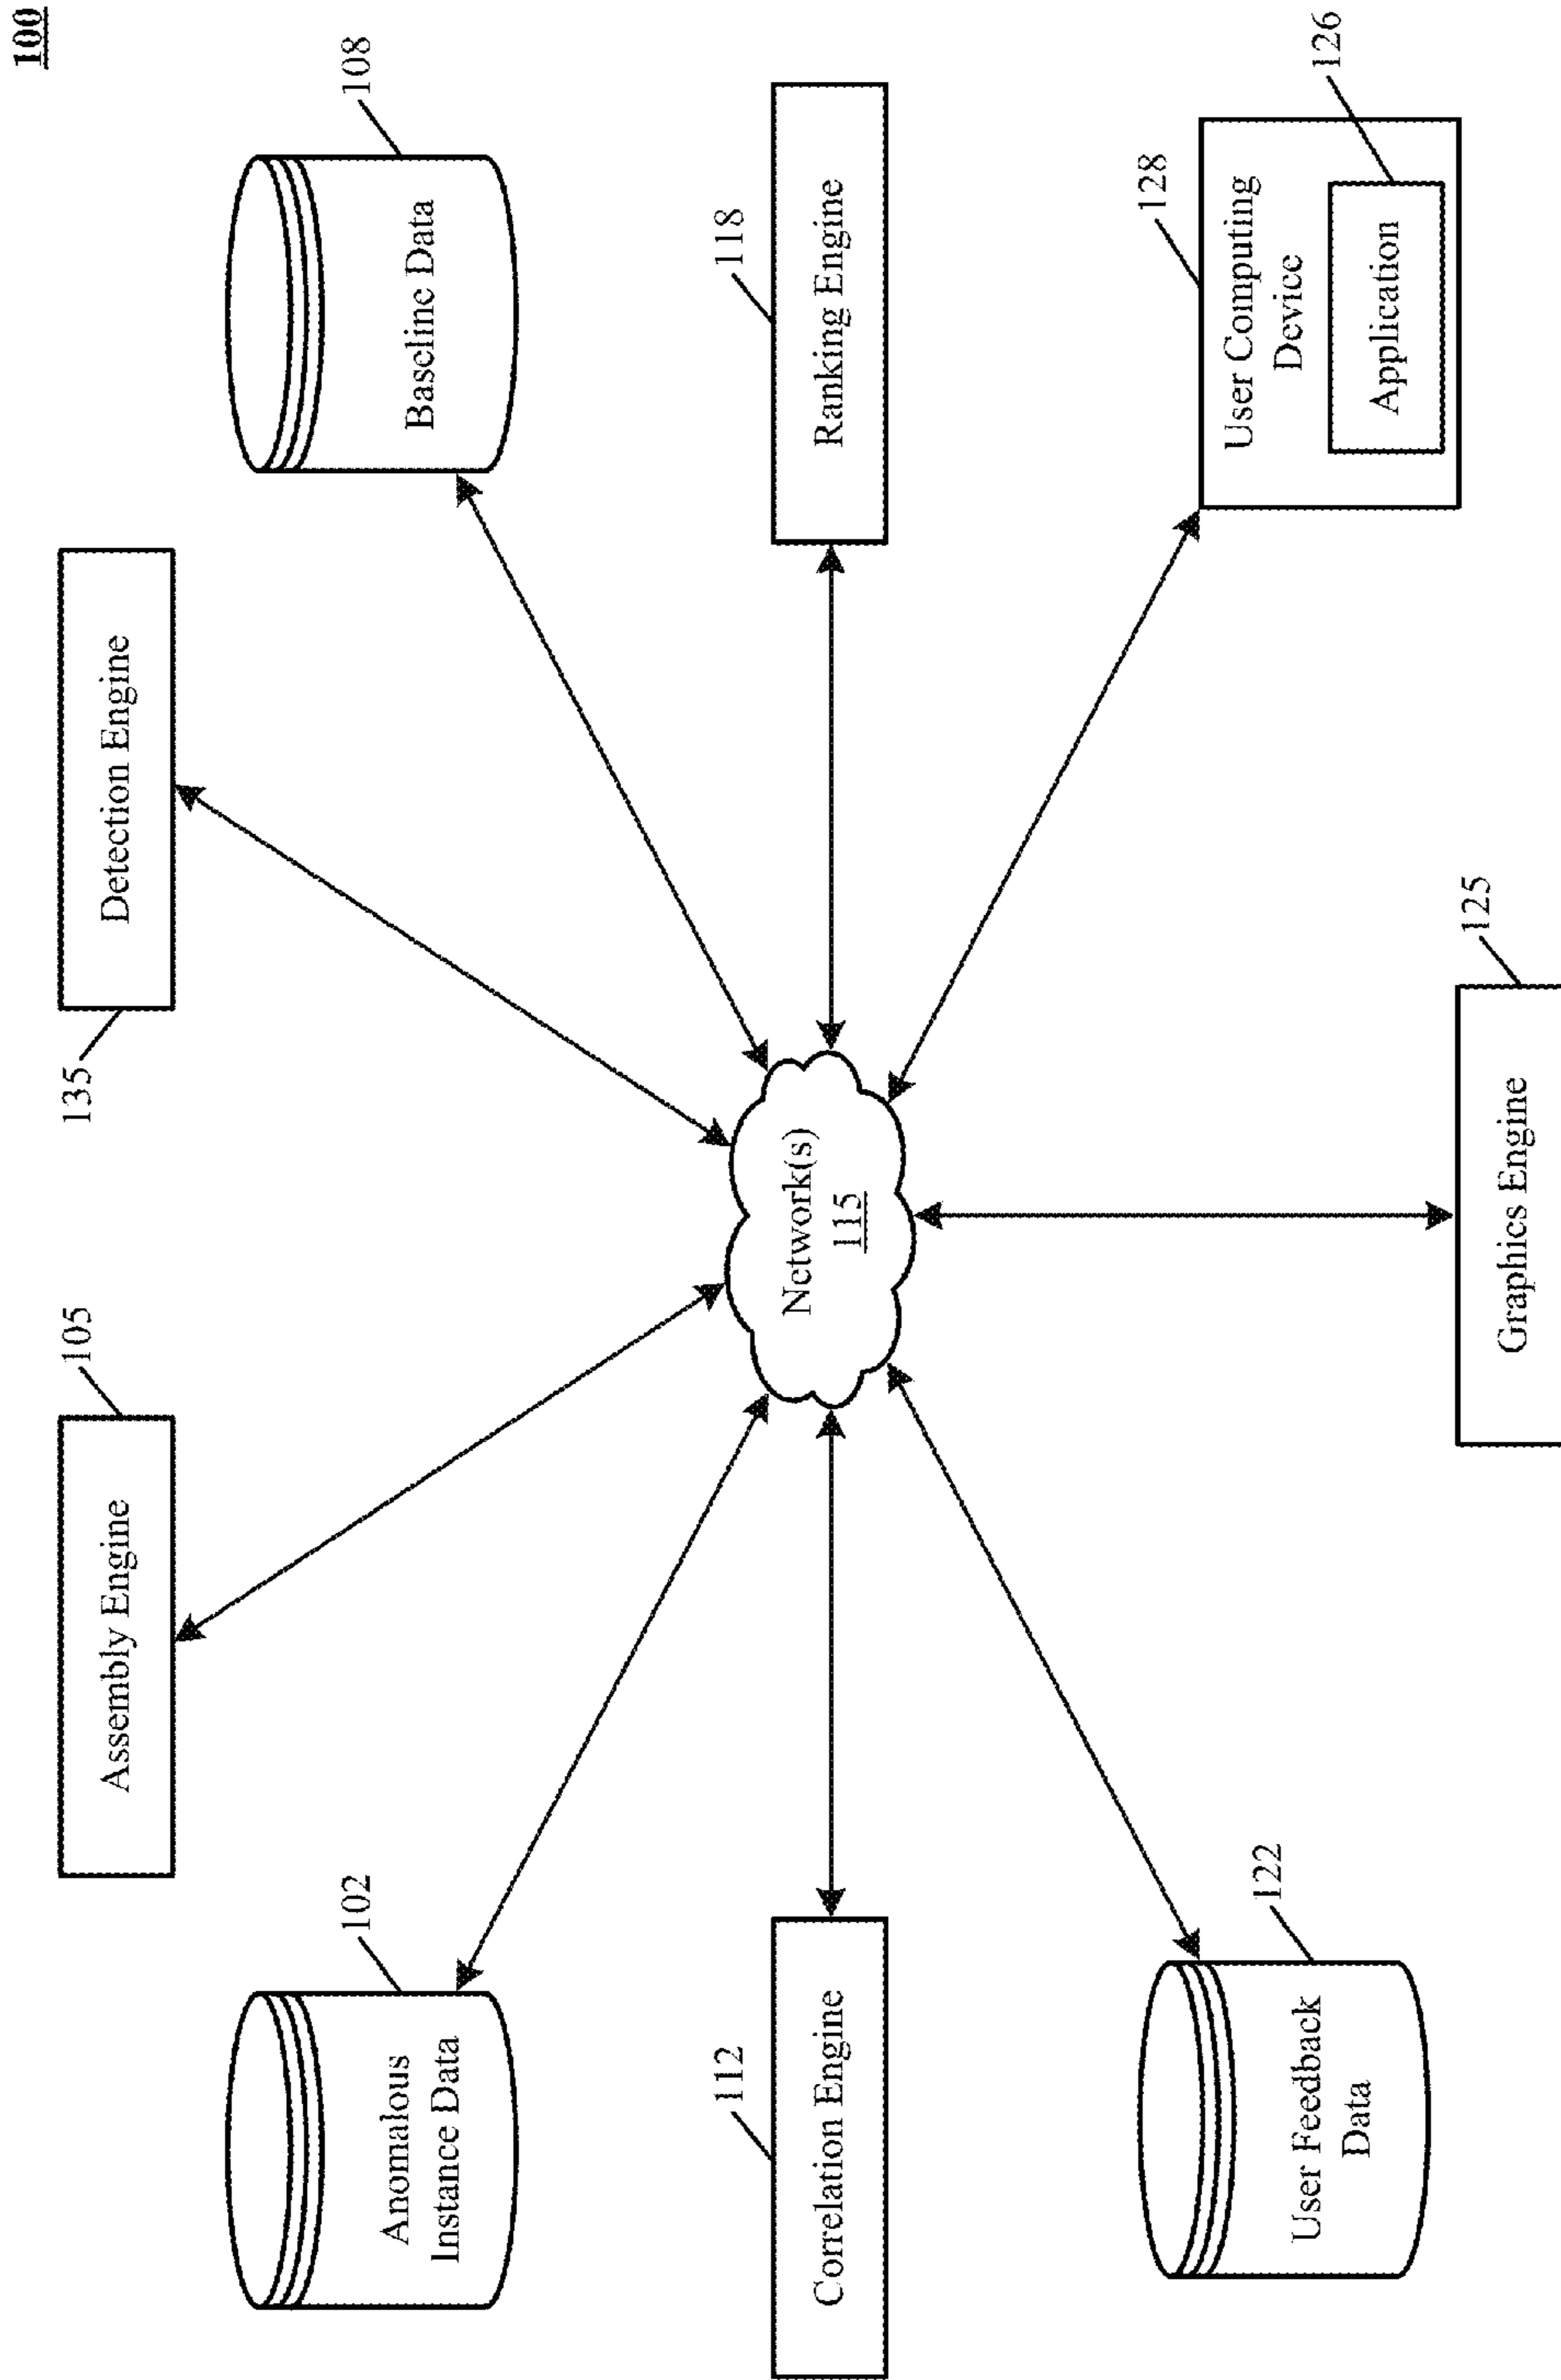 100
Assembly Engine
105
Detection Engine
135
Anomalous
Instance Data
102
Baseline Data
108
Network(s)
115
Correlation Engine
112
Ranking Engine
118
User Feedback
Data
122
Graphics Engine
125
User Computing
Device
128
Application
126